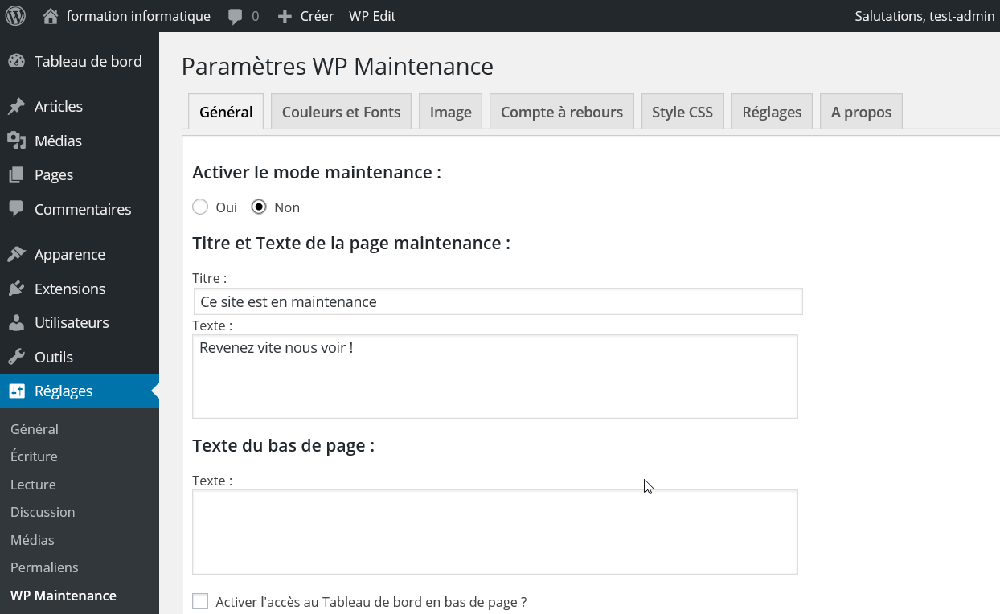 formation informatique 0 Créer WP Edit Salutations, test-admin
Tableau de bord
Articles
Médias
Pages
Commentaires
Apparence
Extensions
Utilisateurs
Outils
Réglages
Général
Écriture
Lecture
Discussion
Médias
Permaliens
WP Maintenance
Paramètres WP Maintenance
Général Couleurs et Fonts Image Compte à rebours Style CSS Réglages A propos
Activer le mode maintenance :
Oui Non
Titre et Texte de la page maintenance :
Titre :
Ce site est en maintenance
Texte :
Revenez vite nous voir !
Texte du bas de page :
Texte :
Activer l'accès au Tableau de bord en bas de page ?